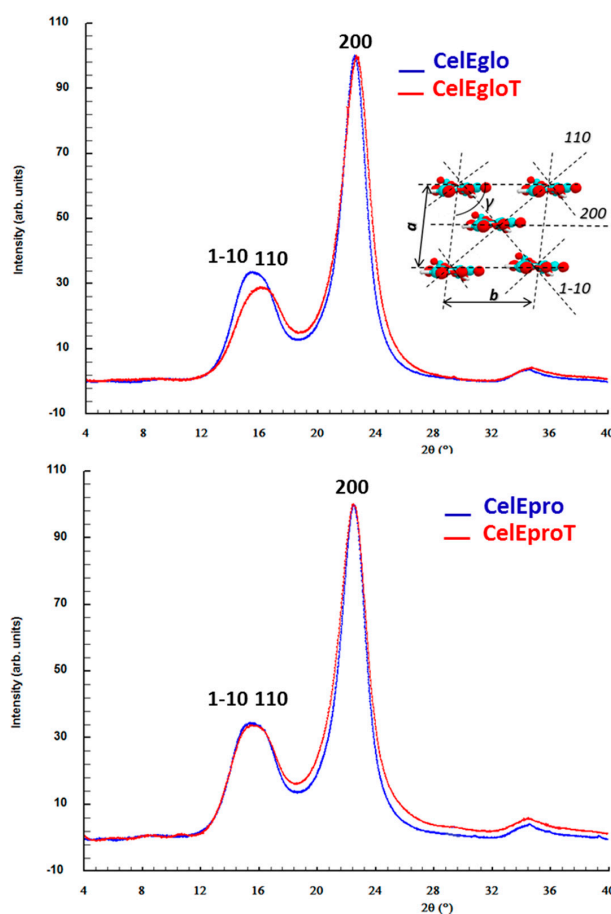 110
200
CelEglo
CelEgloT
90
110
70
γ
200
a
50
1-10 110
1-10
30
b
10
-10
4 8 12 16 20 24 28 32 36 40
2θ (°)
Intensity (arb. units)
110
200
CelEpro
CelEproT
90
70
50
1-10 110
30
10
-10
4 8 12 16 20 24 28 32 36 40
2θ (°)
Intensity (arb. units)